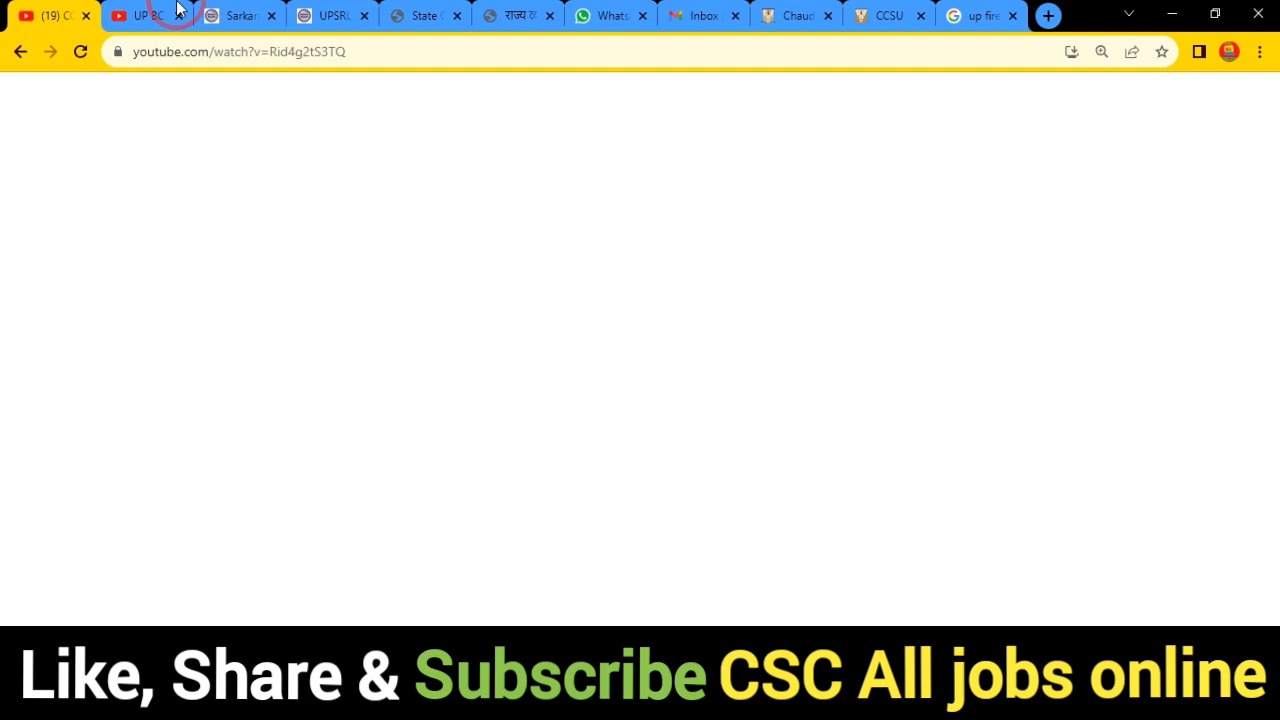 (19) C
UP BC
Sarkar
UPSRL
State C
राज्य व्य
Whats
Inbox
Chaud
CCSU
up fire
youtube.com/watch?v=Rid4g2tS3TQ
Like, Share & Subscribe CSC All jobs online